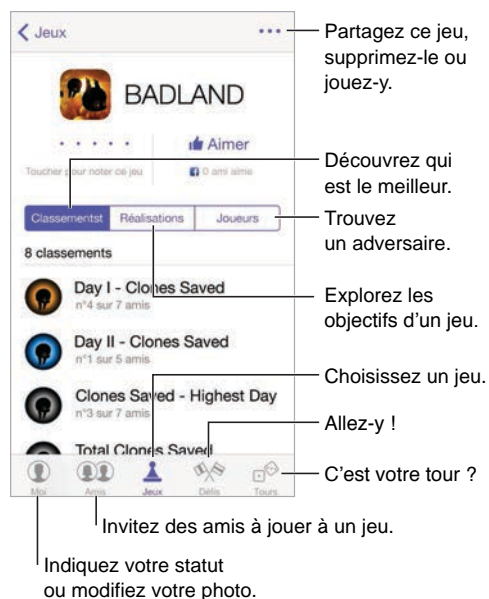 Jeux
BADLAND
Aimer
Toucher pour noter ce jeu
0 ami aime
Classementst
Réalisations
Joueurs
8 classements
Day I - Clones Saved
n°4 sur 7 amis
Day II - Clones Saved
n°1 sur 5 amis
Clones Saved - Highest Day
n°3 sur 7 amis
Total Clones Saved
Moi
Amis
Jeux
Défis
Tours
Partagez ce jeu,
supprimez-le ou
jouez-y.
Découvrez qui
est le meilleur.
Trouvez
un adversaire.
Explorez les
objectifs d'un jeu.
Choisissez un jeu.
Allez-y !
C'est votre tour ?
Invitez des amis à jouer à un jeu.
Indiquez votre statut
ou modifiez votre photo.